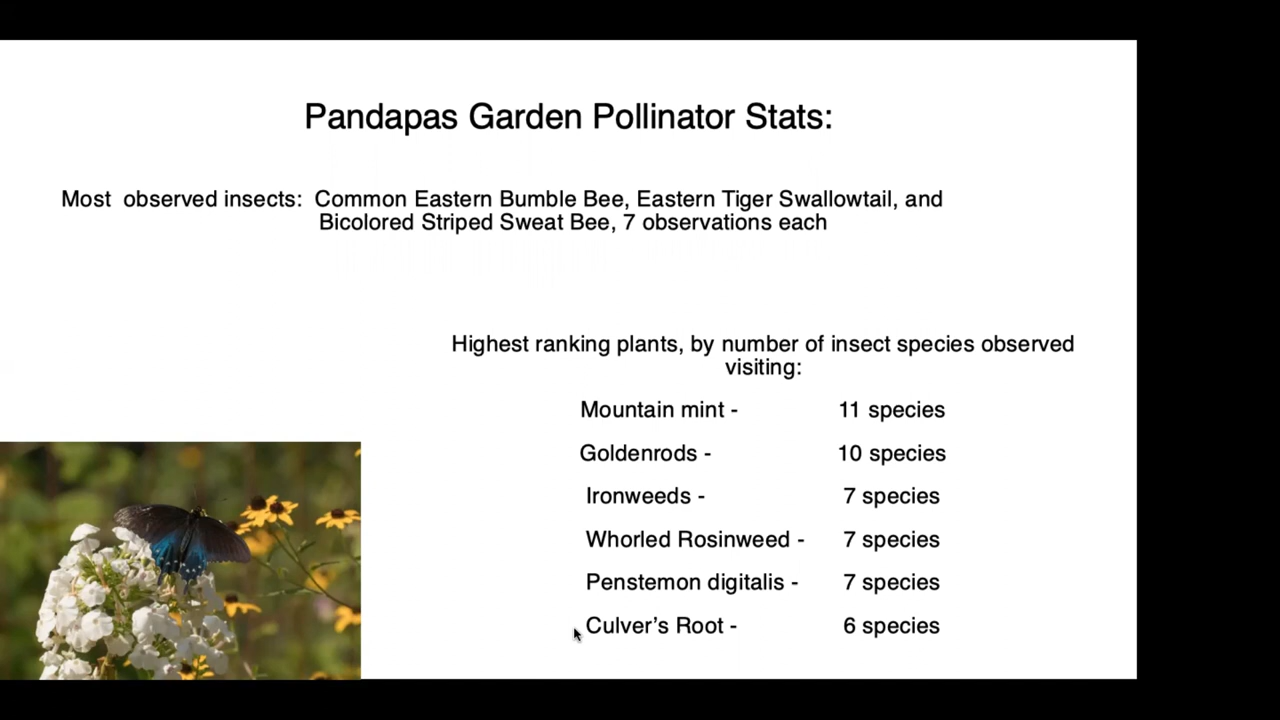 Pandapas Garden Pollinator Stats:
Most  observed insects:  Common Eastern Bumble Bee, Eastern Tiger Swallowtail, and
Bicolored Striped Sweat Bee, 7 observations each
Highest ranking plants, by number of insect species observed
visiting:
Mountain mint - 11 species
Goldenrods - 10 species
Ironweeds - 7 species
Whorled Rosinweed - 7 species
Penstemon digitalis - 7 species
Culver’s Root - 6 species